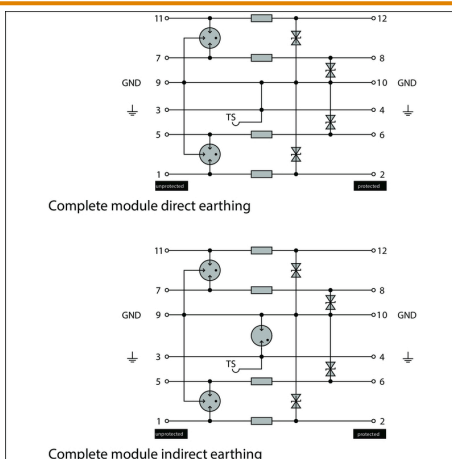 11 12
7 8
GND 9 10 GND
3 4
TS
5 6
1 2
unprotected protected
Complete module direct earthing
11 12
7 8
GND 9 10 GND
3 4
TS
5 6
1 2
unprotected protected
Complete module indirect earthing